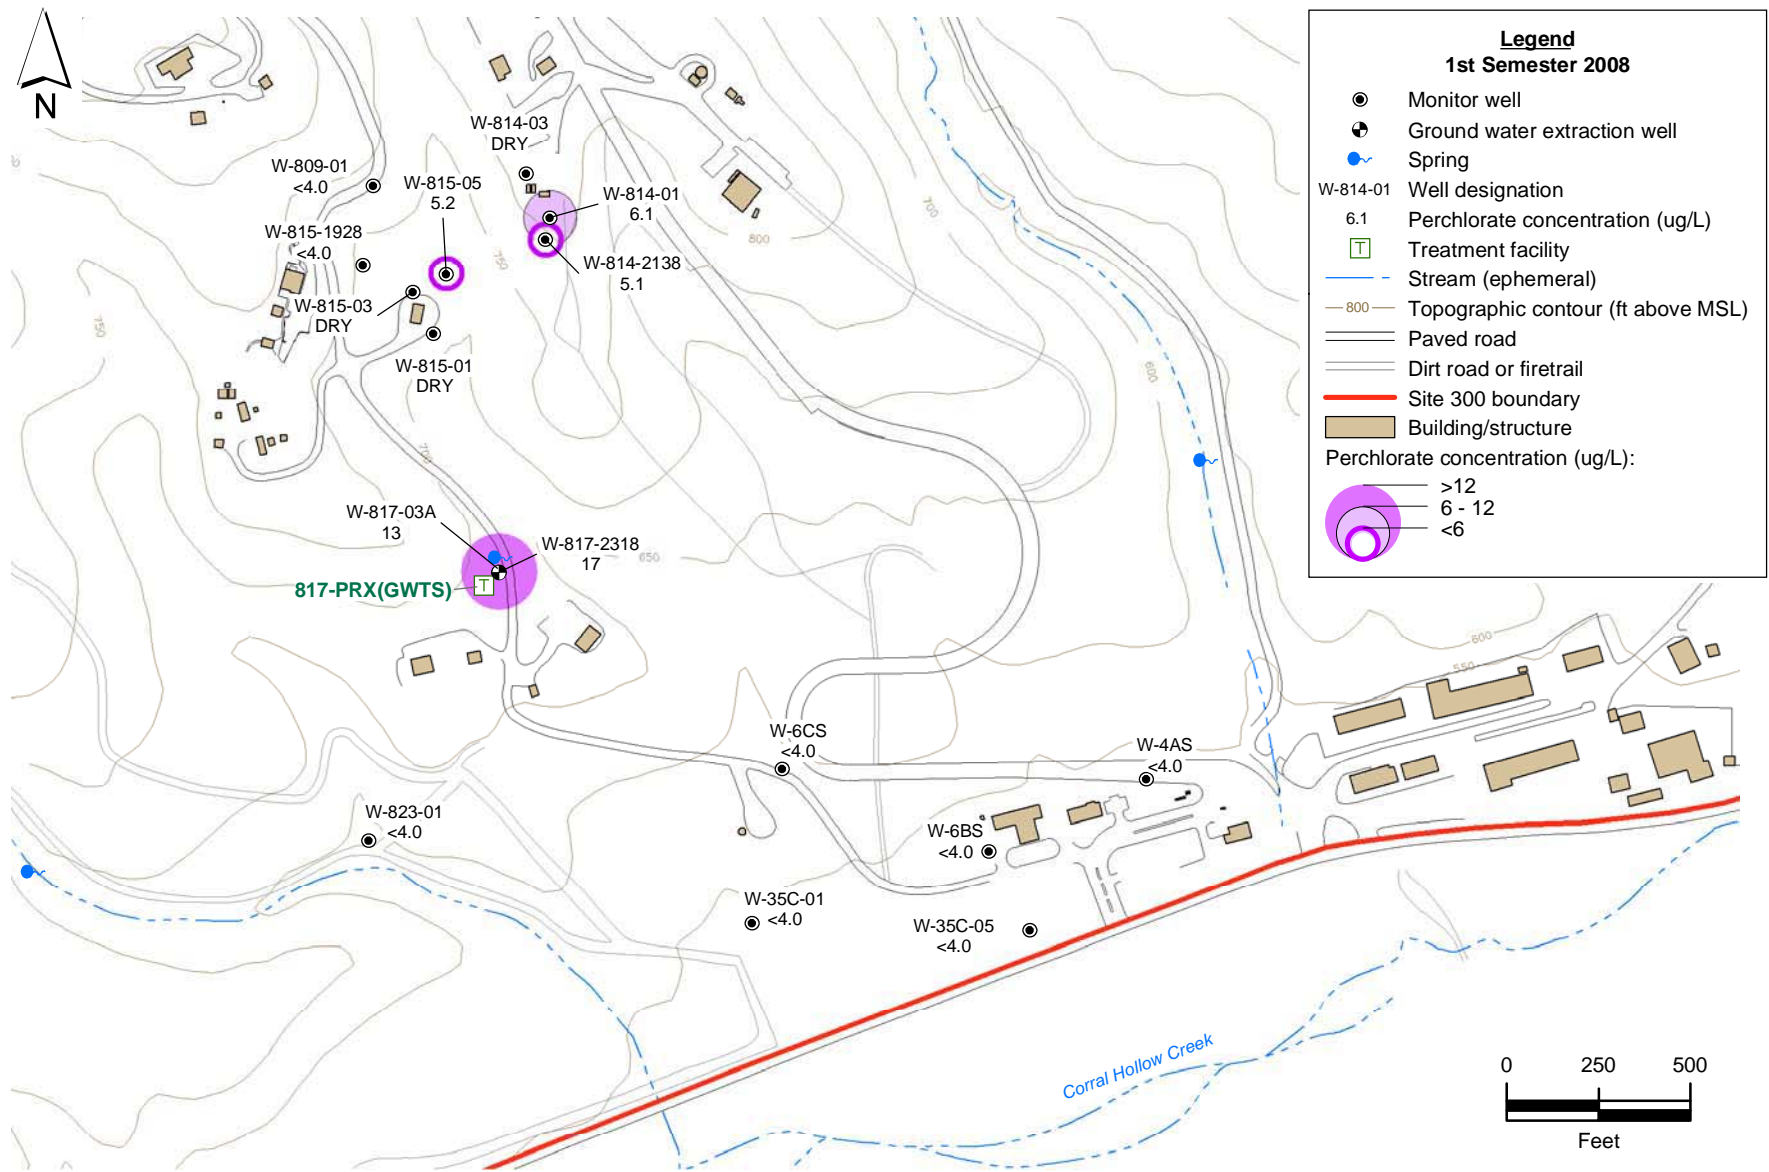 N
W-814-03
DRY
W-809-01
<4.0
W-815-05
5.2
W-814-01
6.1
W-815-1928
<4.0
W-814-2138
5.1
W-815-03
DRY
W-815-01
DRY
750
750
800
700
600
700
W-817-03A
13
W-817-2318
17
650
817-PRX(GWTS)
T
600
550
W-6CS
<4.0
W-4AS
<4.0
W-823-01
<4.0
W-6BS
<4.0
W-35C-01
<4.0
W-35C-05
<4.0
Corral Hollow Creek
Legend
1st Semester 2008
Monitor well
Ground water extraction well
Spring
W-814-01 Well designation
6.1 Perchlorate concentration (ug/L)
T Treatment facility
Stream (ephemeral)
800 Topographic contour (ft above MSL)
Paved road
Dirt road or firetrail
Site 300 boundary
Building/structure
Perchlorate concentration (ug/L):
>12
6 - 12
<6
0 250 500
Feet